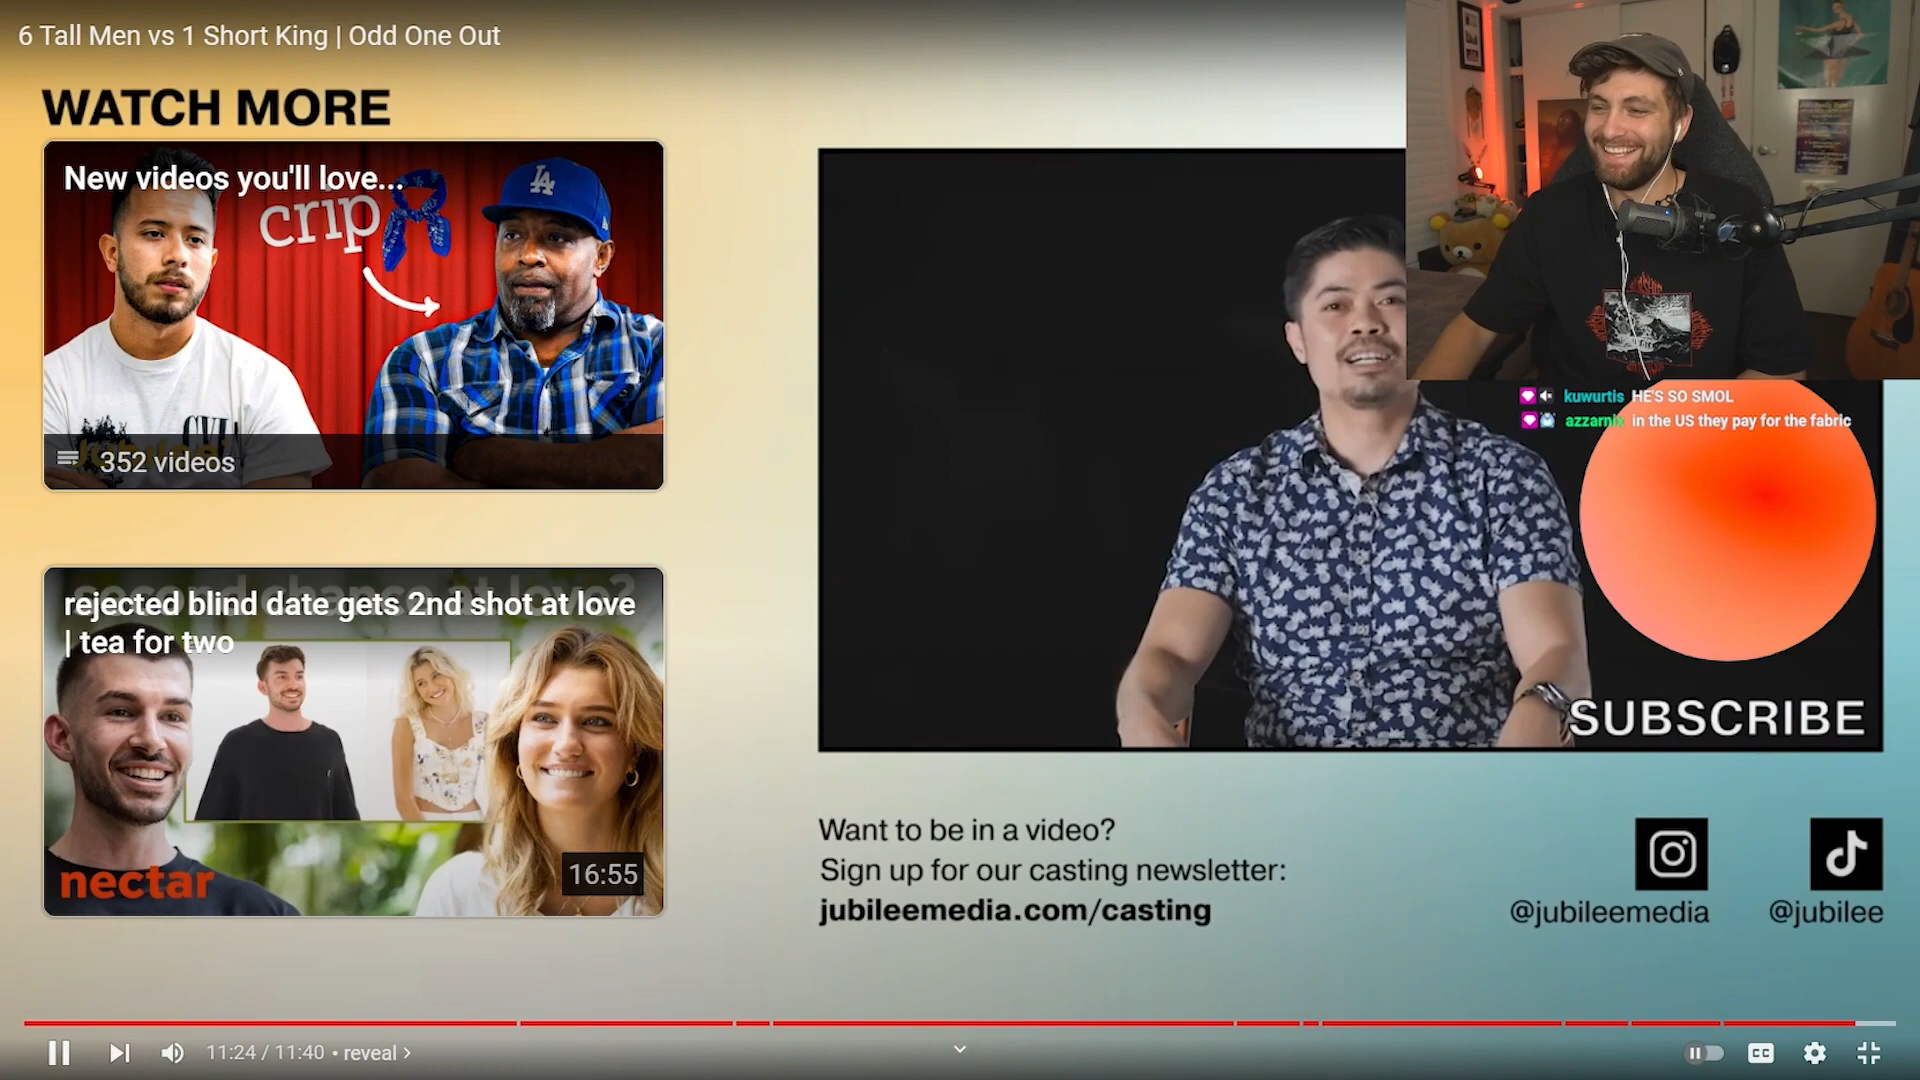 6 Tall Men vs 1 Short King | Odd One Out
WATCH MORE
New videos you'll love...
crip
LA
352 videos
rejected blind date gets 2nd shot at love
| tea for two
nectar
16:55
kuwurtis HE'S SO SMOL
azzarnix in the US they pay for the fabric
SUBSCRIBE
Want to be in a video?
Sign up for our casting newsletter:
jubileemedia.com/casting
@jubileemedia
@jubilee
11:24 / 11:40 • reveal >
CC